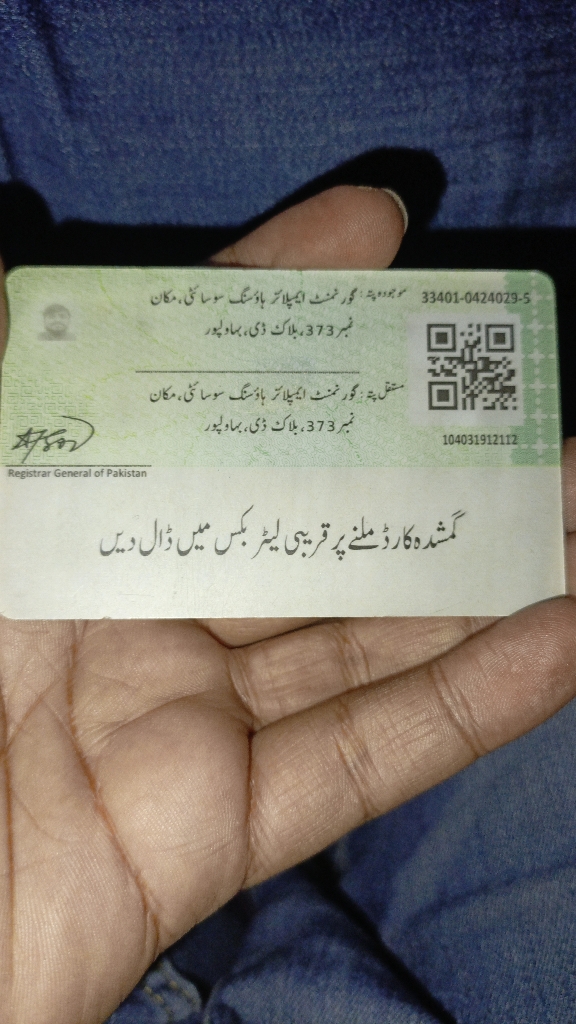 موجودہ پتہ: گورنمنٹ ایمپلائز ہاؤسنگ سوسائٹی، مکان
نمبر 373، بلاک ڈی، بہاولپور
33401-0424029-5
مستقل پتہ: گورنمنٹ ایمپلائز ہاؤسنگ سوسائٹی، مکان
نمبر 373، بلاک ڈی، بہاولپور
104031912112
Registrar General of Pakistan
گمشدہ کارڈ ملنے پر قریبی لیٹر بکس میں ڈال دیں